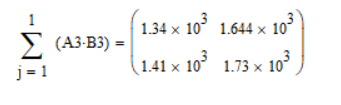 1
∑ (A3·B3) = ( 1.34 × 10³ 1.644 × 10³
1.41 × 10³ 1.73 × 10³ )
j = 1